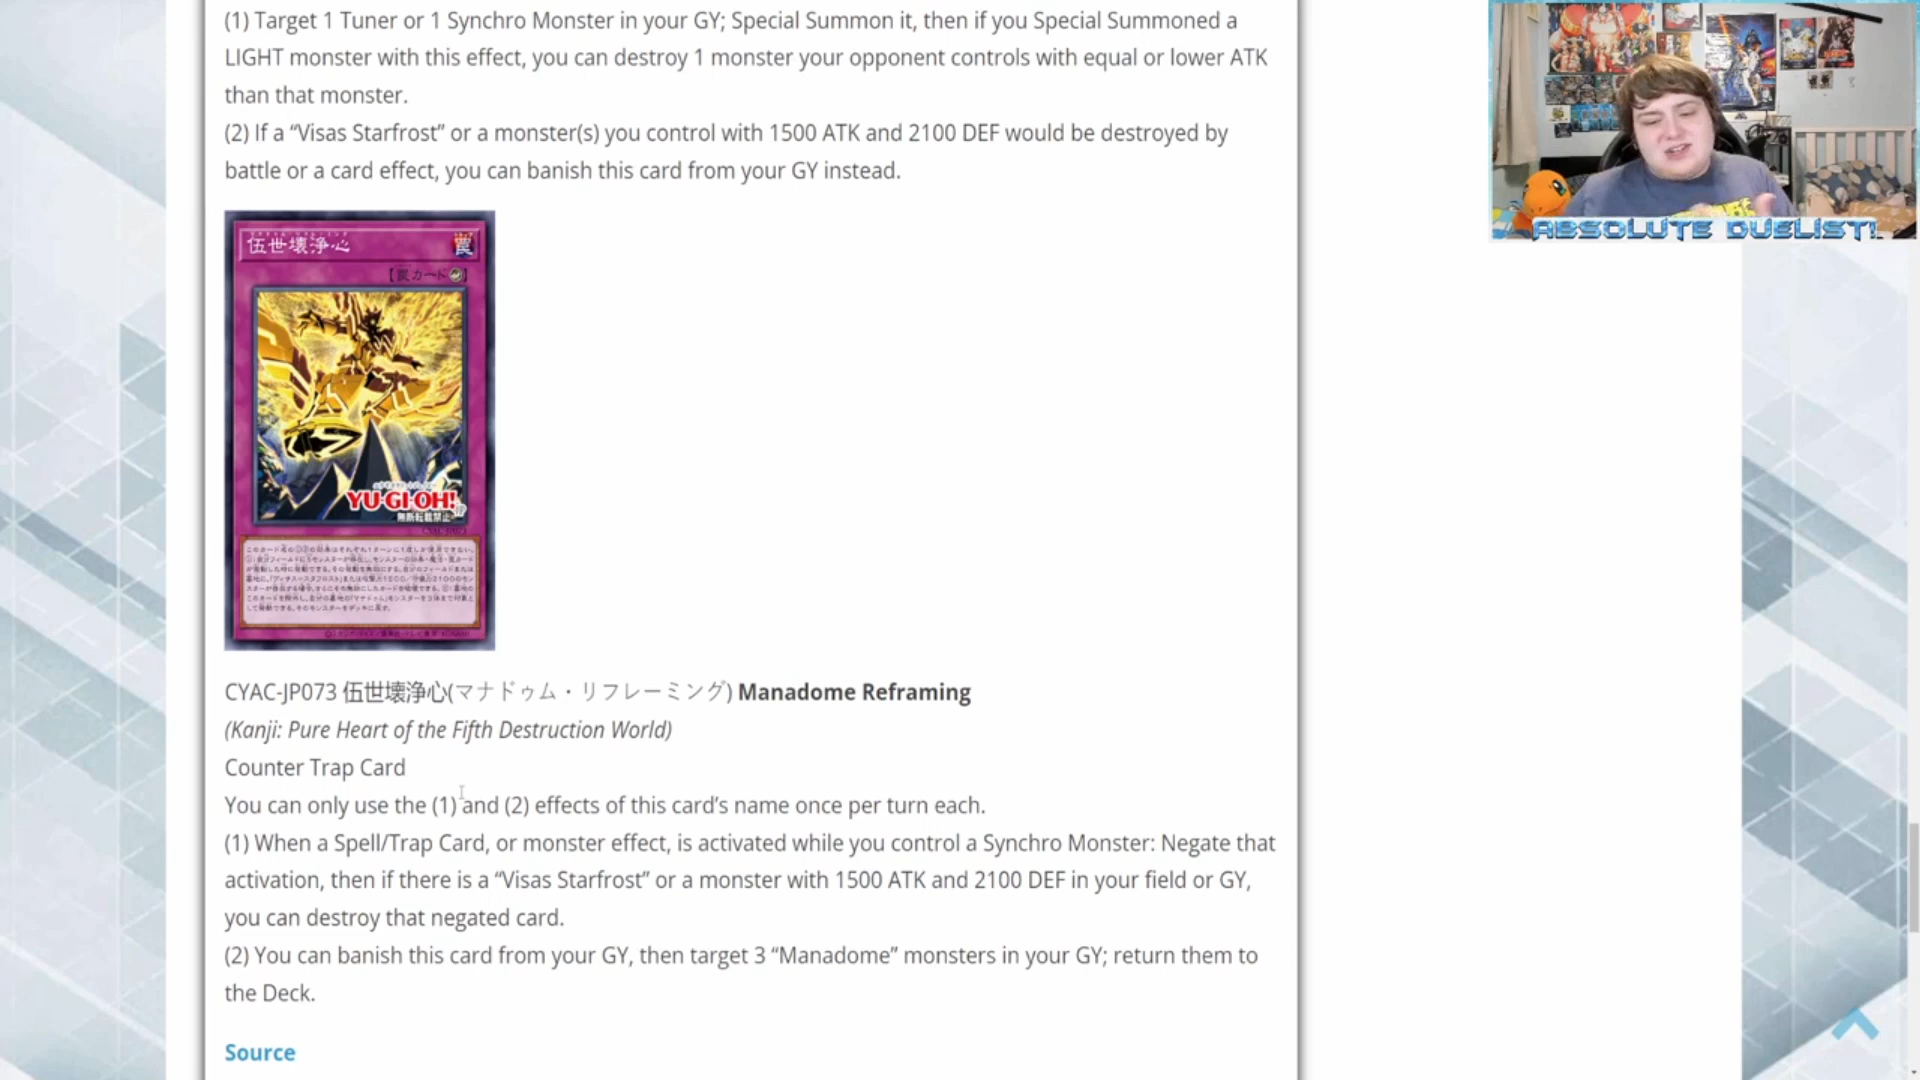 (1) Target 1 Tuner or 1 Synchro Monster in your GY; Special Summon it, then if you Special Summoned a
LIGHT monster with this effect, you can destroy 1 monster your opponent controls with equal or lower ATK
than that monster.
(2) If a “Visas Starfrost” or a monster(s) you control with 1500 ATK and 2100 DEF would be destroyed by
battle or a card effect, you can banish this card from your GY instead.
ABSOLUTE DUELIST!
伍世壊浄心
罠
【罠カード】
YU-GI-OH!
無断転載禁止
CYAC-JP073 伍世壊浄心(マナドゥム・リフレーミング) Manadome Reframing
(Kanji: Pure Heart of the Fifth Destruction World)
Counter Trap Card
You can only use the (1) and (2) effects of this card’s name once per turn each.
(1) When a Spell/Trap Card, or monster effect, is activated while you control a Synchro Monster: Negate that
activation, then if there is a “Visas Starfrost” or a monster with 1500 ATK and 2100 DEF in your field or GY,
you can destroy that negated card.
(2) You can banish this card from your GY, then target 3 “Manadome” monsters in your GY; return them to
the Deck.
Source